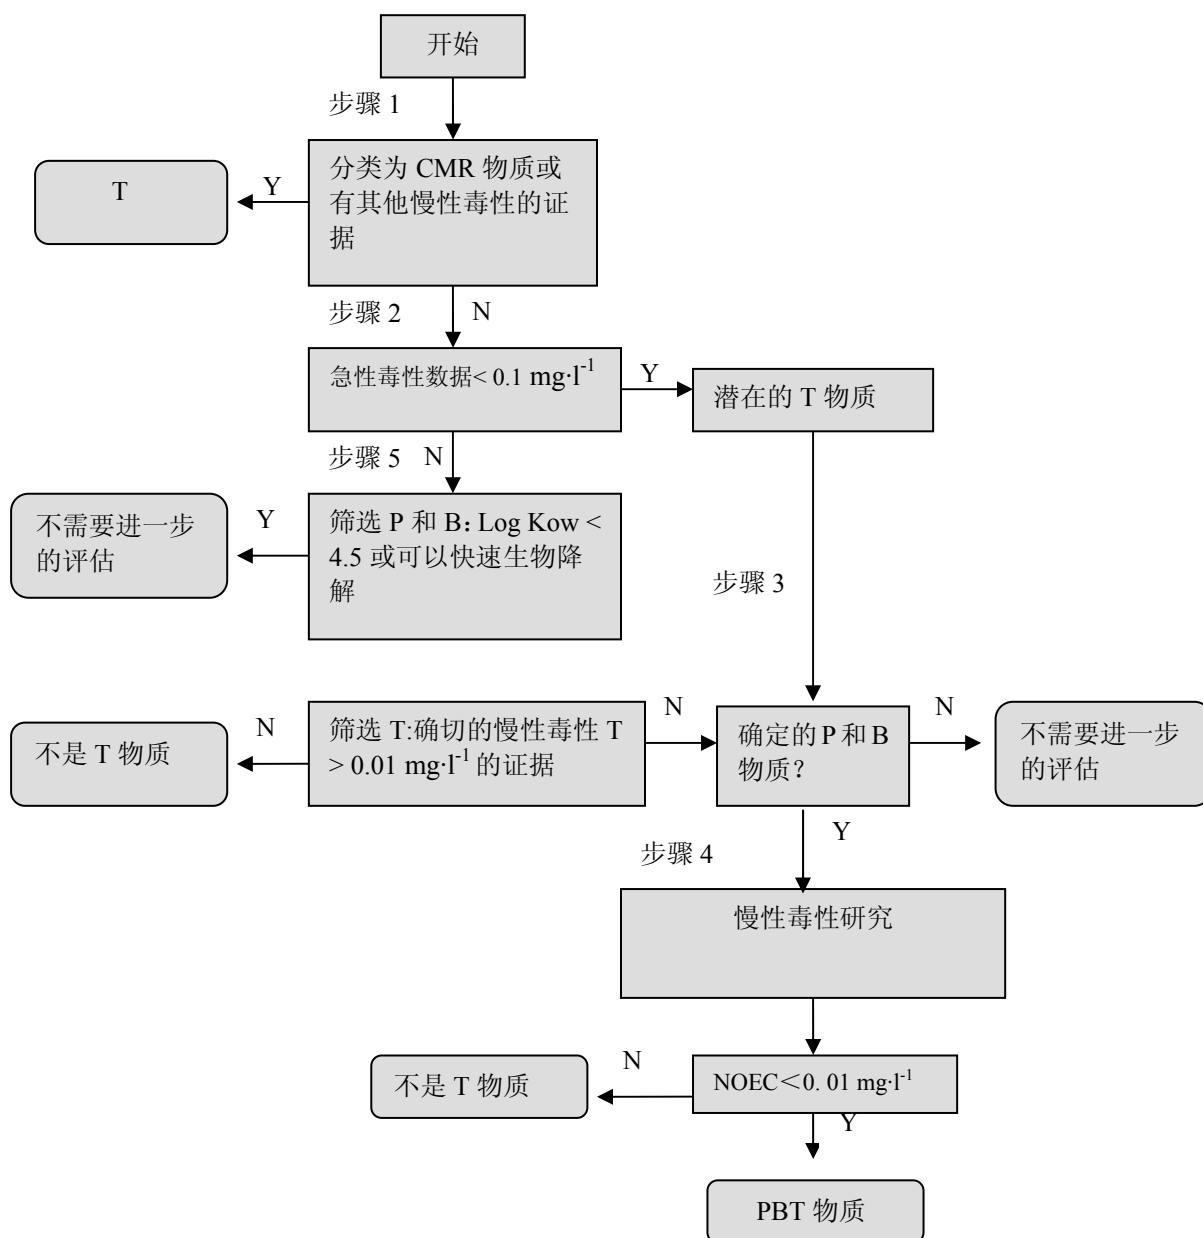 开始
步骤 1
分类为 CMR 物质或
有其他慢性毒性的证
据
Y
T
步骤 2
N
急性毒性数据< 0.1 mg·l⁻¹
Y
潜在的 T 物质
步骤 5
N
筛选 P 和 B：Log Kow <
4.5 或可以快速生物降
解
Y
不需要进一步
的评估
步骤 3
不是 T 物质
N
筛选 T:确切的慢性毒性 T
> 0.01 mg·l⁻¹ 的证据
N
确定的 P 和 B
物质？
N
不需要进一步
的评估
Y
步骤 4
慢性毒性研究
不是 T 物质
N
NOEC＜0. 01 mg·l⁻¹
Y
PBT 物质